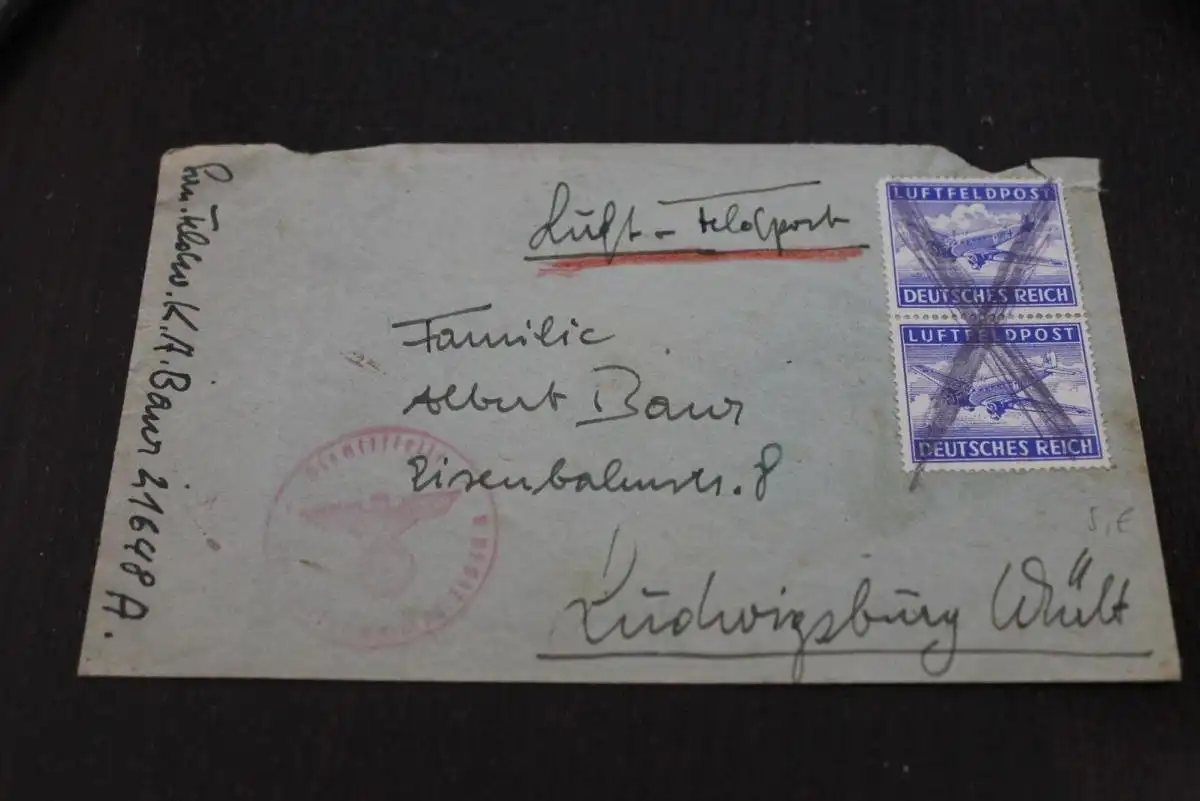 Luft-Feldpost
LUFTFELDPOST
DEUTSCHES REICH
LUFTFELDPOST
DEUTSCHES REICH
Familie
Albert Baur
Eisenbahnstr. 8
Ludwigsburg Württ
K. A. Baur 21648 A.